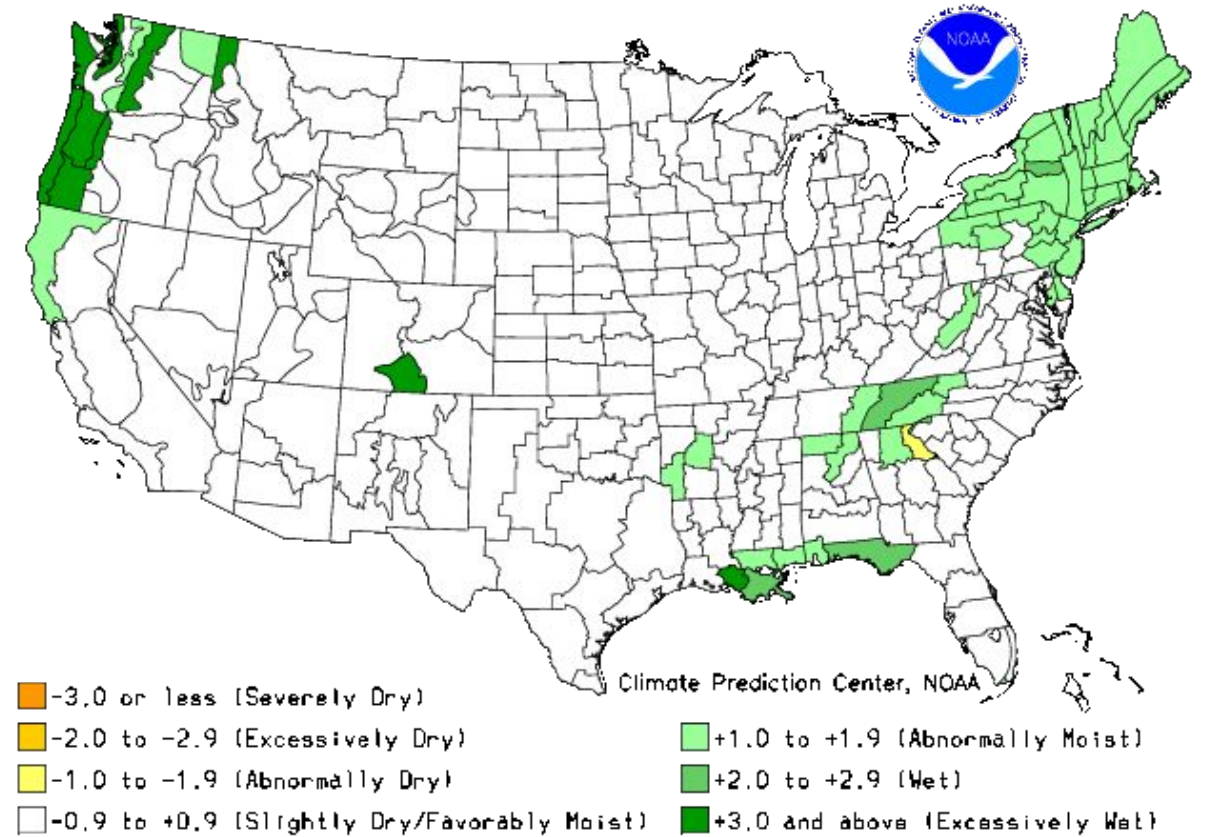 NOAA
Climate Prediction Center, NOAA
-3.0 or less (Severely Dry)
-2.0 to -2.9 (Excessively Dry)
-1.0 to -1.9 (Abnormally Dry)
-0.9 to +0.9 (Slightly Dry/Favorably Moist)
+1.0 to +1.9 (Abnormally Moist)
+2.0 to +2.9 (Wet)
+3.0 and above (Excessively Wet)